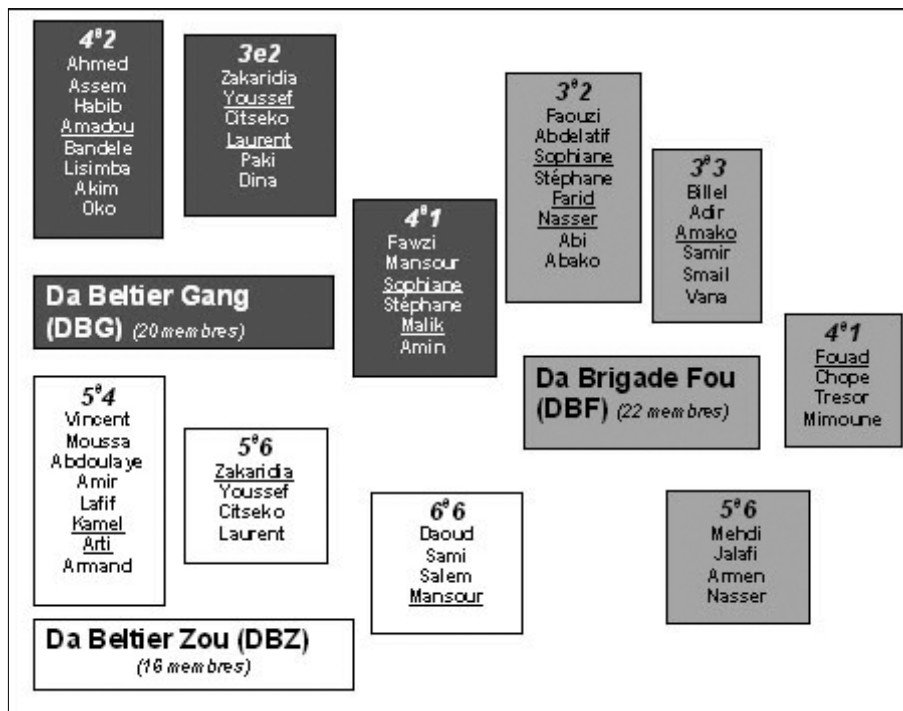 4ᵉ2
Ahmed
Assem
Habib
Amadou
Bandele
Lisimba
Akim
Oko
3e2
Zakaridia
Youssef
Citseko
Laurent
Paki
Dina
4ᵉ1
Fawzi
Mansour
Sophiane
Stéphane
Malik
Amin
Da Beltier Gang
(DBG) (20 membres)
3ᵉ2
Faouzi
Abdelatif
Sophiane
Stéphane
Farid
Nasser
Abi
Abako
3ᵉ3
Billel
Adir
Amako
Samir
Smail
Vana
4ᵉ1
Fouad
Chope
Tresor
Mimoune
Da Brigade Fou
(DBF) (22 membres)
5ᵉ6
Mehdi
Jalafi
Armen
Nasser
5ᵉ4
Vincent
Moussa
Abdoulaye
Amir
Lafif
Kamel
Arti
Armand
5ᵉ6
Zakaridia
Youssef
Citseko
Laurent
6ᵉ6
Daoud
Sami
Salem
Mansour
Da Beltier Zou (DBZ)
(16 membres)